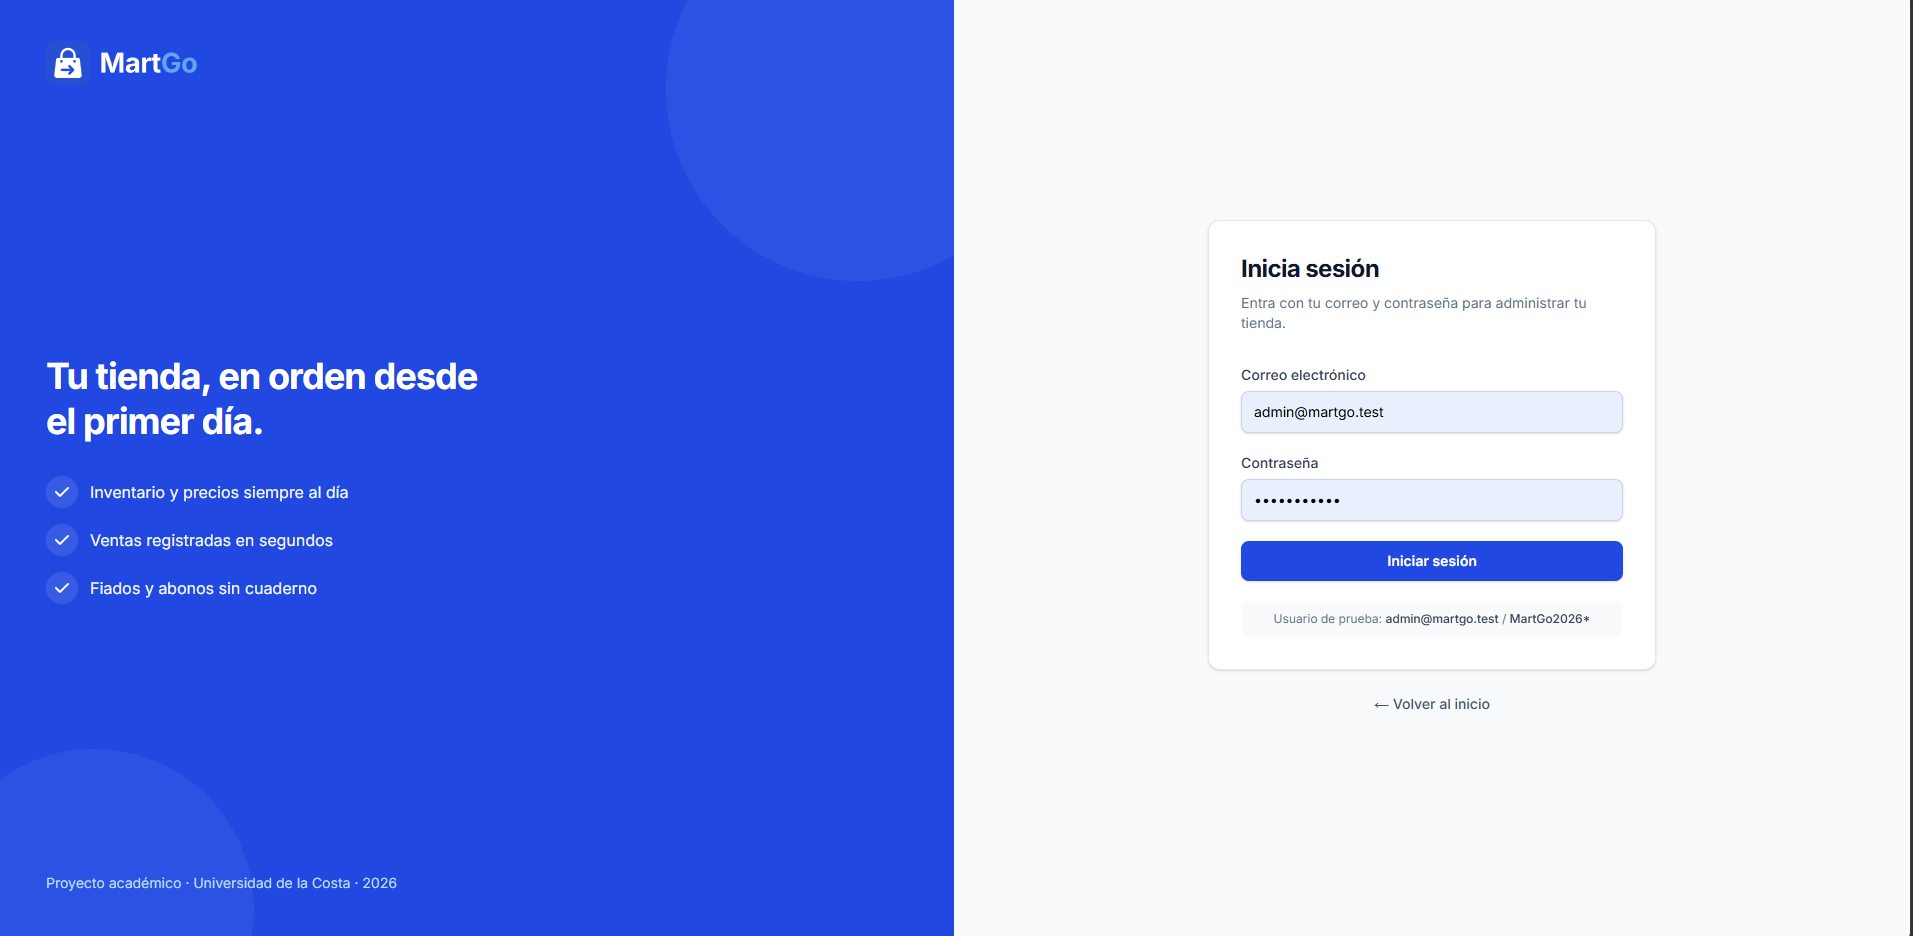 MartGo
Tu tienda, en orden desde
el primer día.
Inventario y precios siempre al día
Ventas registradas en segundos
Fiados y abonos sin cuaderno
Proyecto académico · Universidad de la Costa · 2026
Inicia sesión
Entra con tu correo y contraseña para administrar tu
tienda.
Correo electrónico
admin@martgo.test
Contraseña
•••••••••••
Iniciar sesión
Usuario de prueba: admin@martgo.test / MartGo2026*
← Volver al inicio